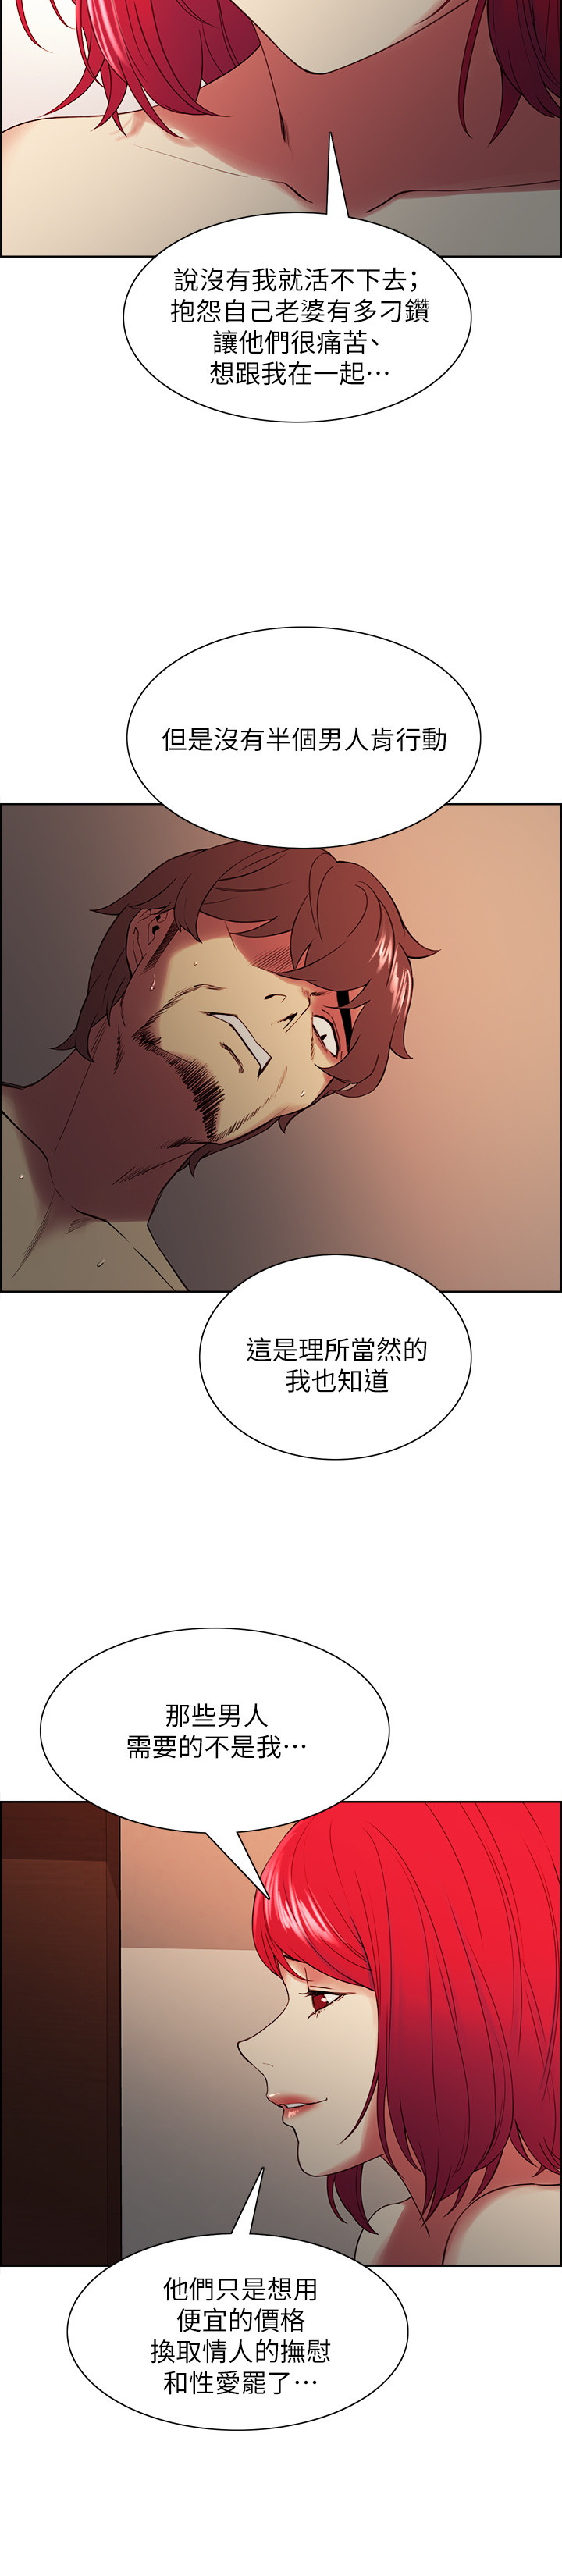 說沒有我就活不下去;
抱怨自己老婆有多刁鑽
讓他們很痛苦、
想跟我在一起…
但是沒有半個男人肯行動
這是理所當然的
我也知道
那些男人
需要的不是我…
他們只是想用
便宜的價格
換取情人的撫慰
和性愛罷了…